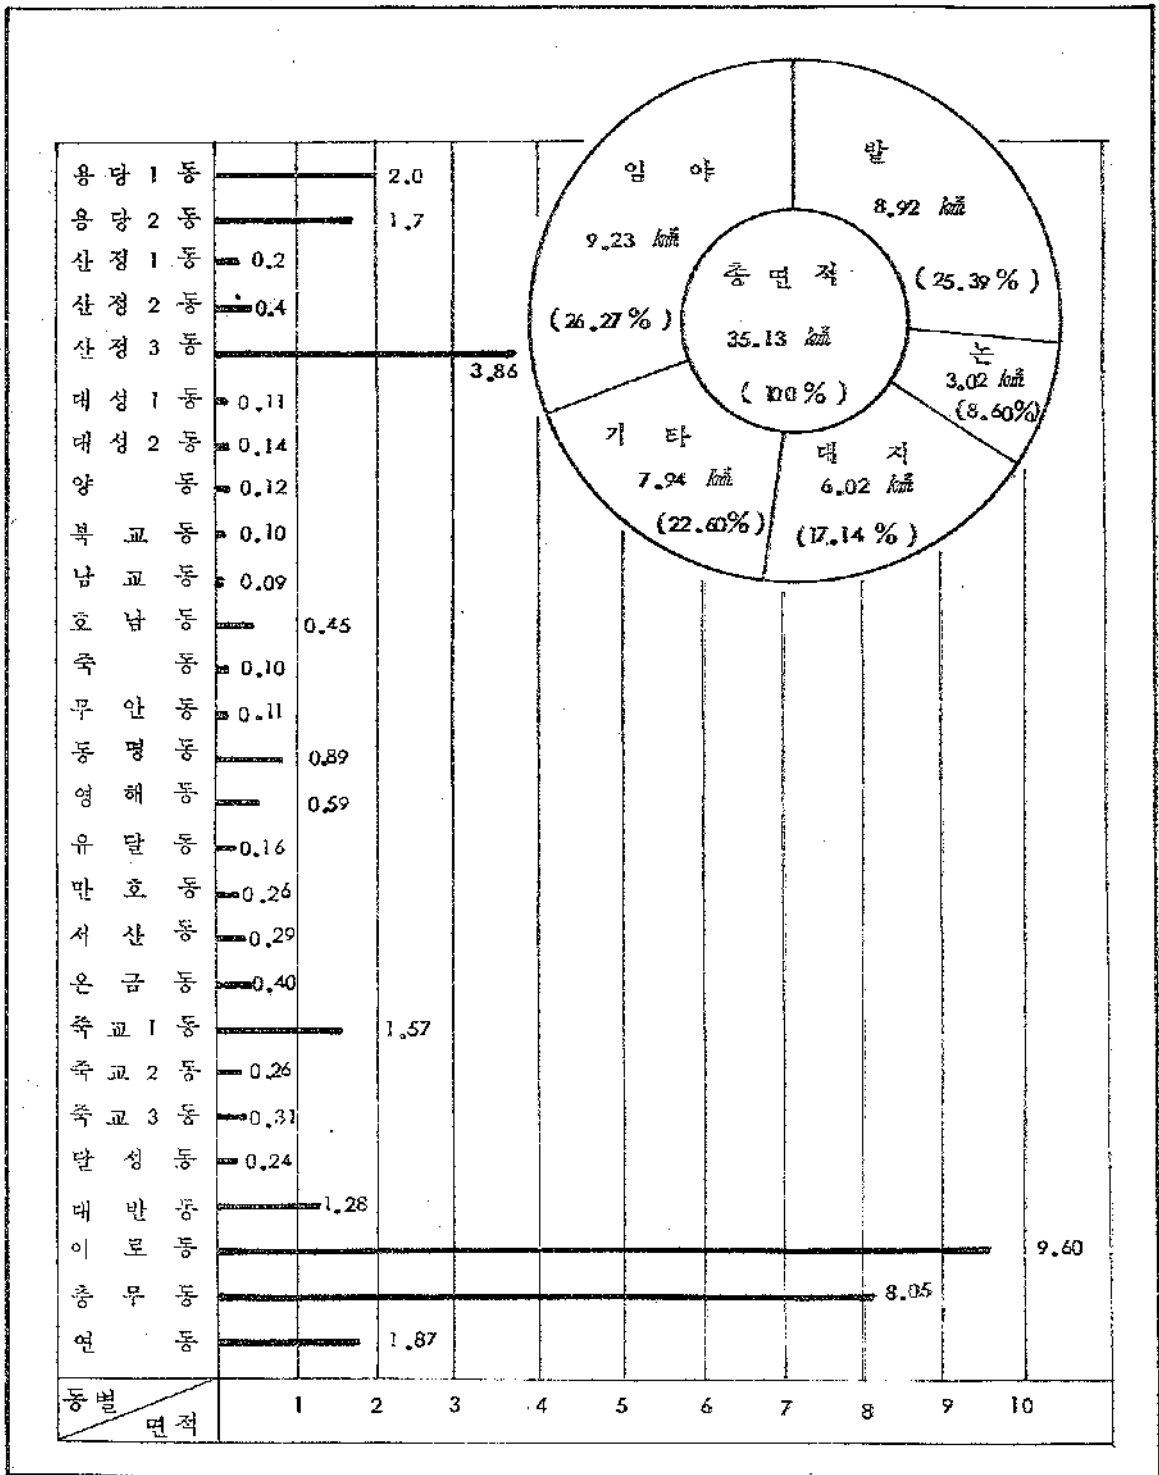 용당1동 2.0
용당2동 1.7
산정1동 0.2
산정2동 0.4
산정3동 3.86
대성1동 0.11
대성2동 0.14
양동 0.12
북교동 0.10
남교동 0.09
호남동 0.45
죽동 0.10
무안동 0.11
동명동 0.89
영해동 0.59
유달동 0.16
만호동 0.26
서산동 0.29
온금동 0.40
죽교1동 1.57
죽교2동 0.26
죽교3동 0.31
달성동 0.24
대반동 1.28
이로동 9.60
충무동 8.05
연동 1.87
동별
면적
1 2 3 4 5 6 7 8 9 10
임야
9.23 ㎢
(26.27%)
밭
8.92 ㎢
(25.39%)
총면적
35.13 ㎢
(100%)
논
3.02 ㎢
(8.60%)
기타
7.94 ㎢
(22.60%)
대지
6.02 ㎢
(17.14%)